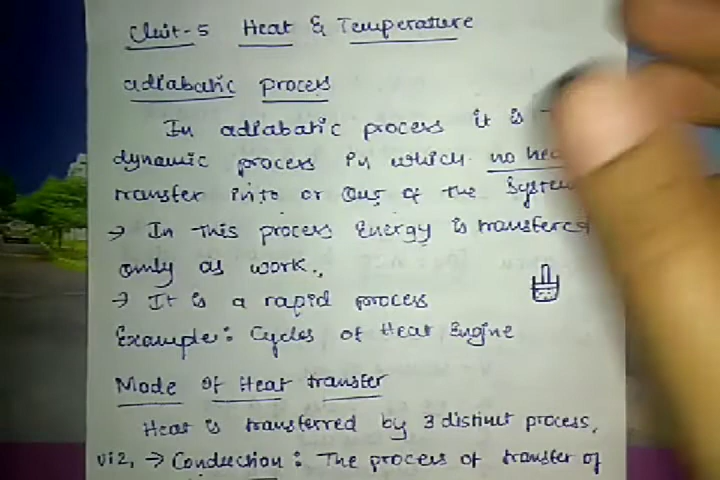 Unit-5 Heat & Temperature
adiabatic process
In adiabatic process it is
dynamic process in which no
transfer into or out of the System
→ In this process Energy is transfered
only as work.,
→ It is a rapid process
Example: Cycles of Heat Engine
Mode of Heat transfer
Heat is transfered by 3 distinct process,
viz, → Conduction: The process of transfer of